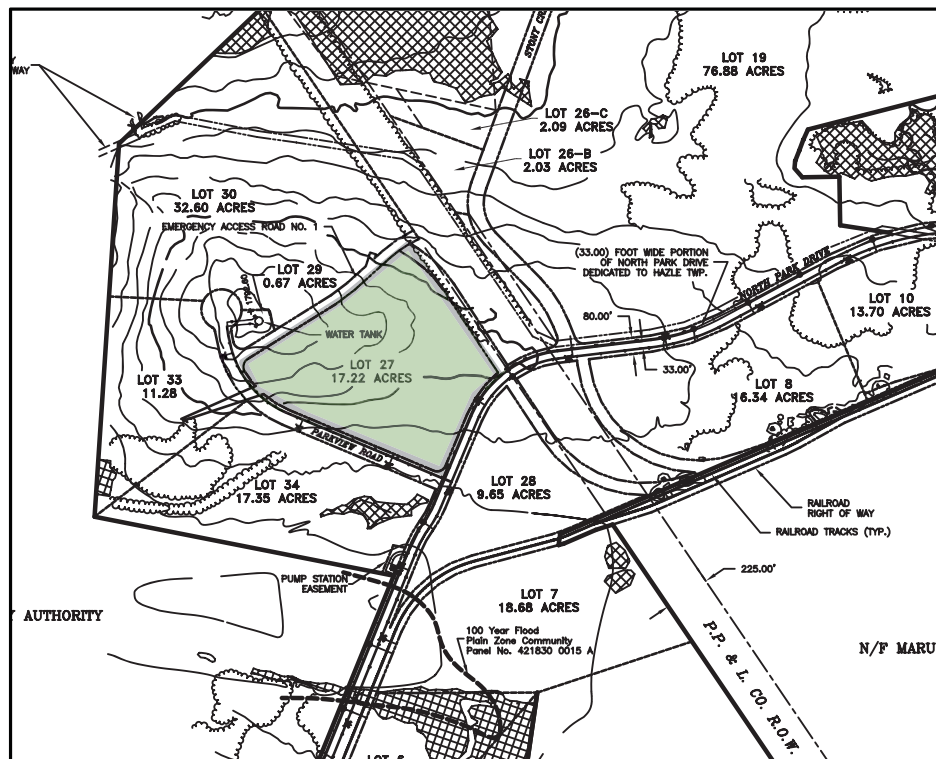 WAY
STONY CR
LOT 19
76.88 ACRES
LOT 26-C
2.09 ACRES
LOT 26-B
2.03 ACRES
LOT 30
32.60 ACRES
EMERGENCY ACCESS ROAD NO. 1
LOT 29
0.67 ACRES
(33.00) FOOT WIDE PORTION
OF NORTH PARK DRIVE
DEDICATED TO HAZLE TWP.
NORTH PARK DRIVE
LOT 10
13.70 ACRES
80.00'
WATER TANK
33.00'
LOT 27
17.22 ACRES
LOT 33
11.28
LOT 8
16.34 ACRES
PARKVIEW ROAD
LOT 34
17.35 ACRES
LOT 28
9.65 ACRES
RAILROAD
RIGHT OF WAY
RAILROAD TRACKS (TYP.)
PUMP STATION
EASEMENT
225.00'
LOT 7
18.68 ACRES
AUTHORITY
100 Year Flood
Plain Zone Community
Panel No. 421830 0015 A
N/F MARU
P.P. & L. CO. R.O.W.